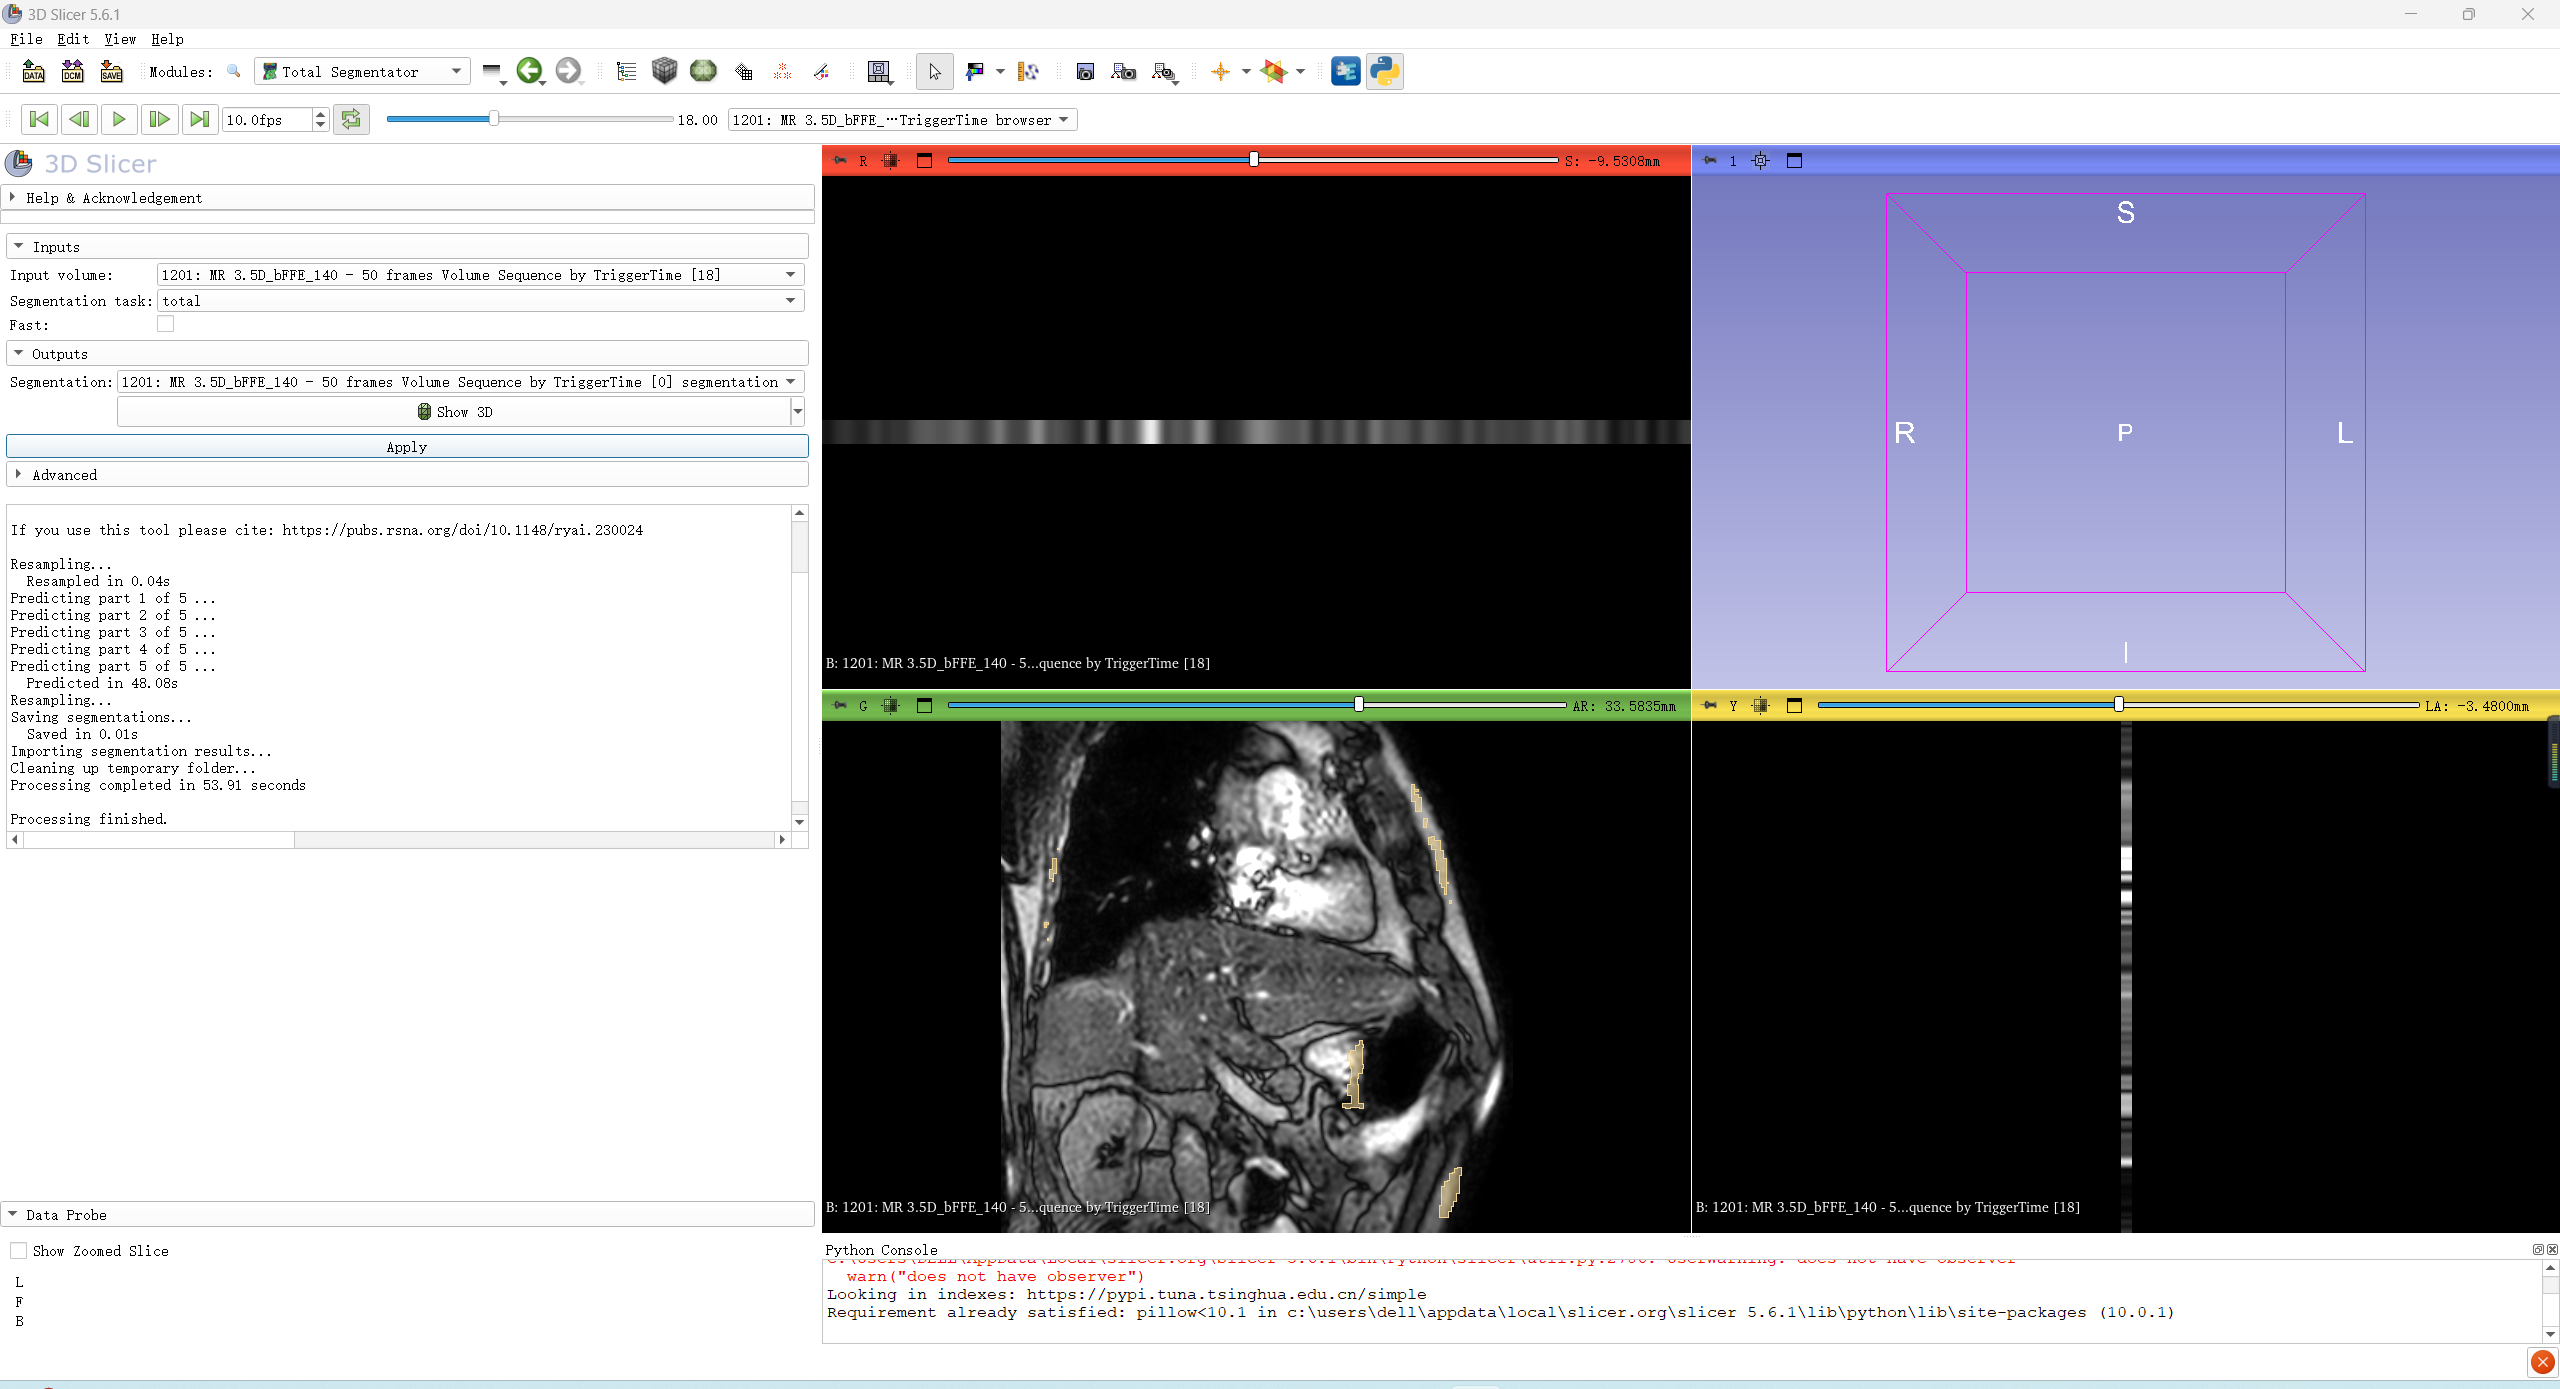 3D Slicer 5.6.1
File Edit View Help
DATA DCM SAVE Modules: Total Segmentator
10.0fps 18.00 1201: MR 3.5D_bFFE_…TriggerTime browser
3D Slicer
Help & Acknowledgement
Inputs
Input volume: 1201: MR 3.5D_bFFE_140 - 50 frames Volume Sequence by TriggerTime [18]
Segmentation task: total
Fast:
Outputs
Segmentation: 1201: MR 3.5D_bFFE_140 - 50 frames Volume Sequence by TriggerTime [0] segmentation
Show 3D
Apply
Advanced
If you use this tool please cite: https://pubs.rsna.org/doi/10.1148/ryai.230024
Resampling...
Resampled in 0.04s
Predicting part 1 of 5 ...
Predicting part 2 of 5 ...
Predicting part 3 of 5 ...
Predicting part 4 of 5 ...
Predicting part 5 of 5 ...
Predicted in 48.08s
Resampling...
Saving segmentations...
Saved in 0.01s
Importing segmentation results...
Cleaning up temporary folder...
Processing completed in 53.91 seconds
Processing finished.
Data Probe
Show Zoomed Slice
L
F
B
R S: -9.5308mm
B: 1201: MR 3.5D_bFFE_140 - 5...quence by TriggerTime [18]
1
S
R P L
I
G AR: 33.5835mm
B: 1201: MR 3.5D_bFFE_140 - 5...quence by TriggerTime [18]
Y LA: -3.4800mm
B: 1201: MR 3.5D_bFFE_140 - 5...quence by TriggerTime [18]
Python Console
warn("does not have observer")
Looking in indexes: https://pypi.tuna.tsinghua.edu.cn/simple
Requirement already satisfied: pillow<10.1 in c:\users\dell\appdata\local\slicer.org\slicer 5.6.1\lib\python\lib\site-packages (10.0.1)